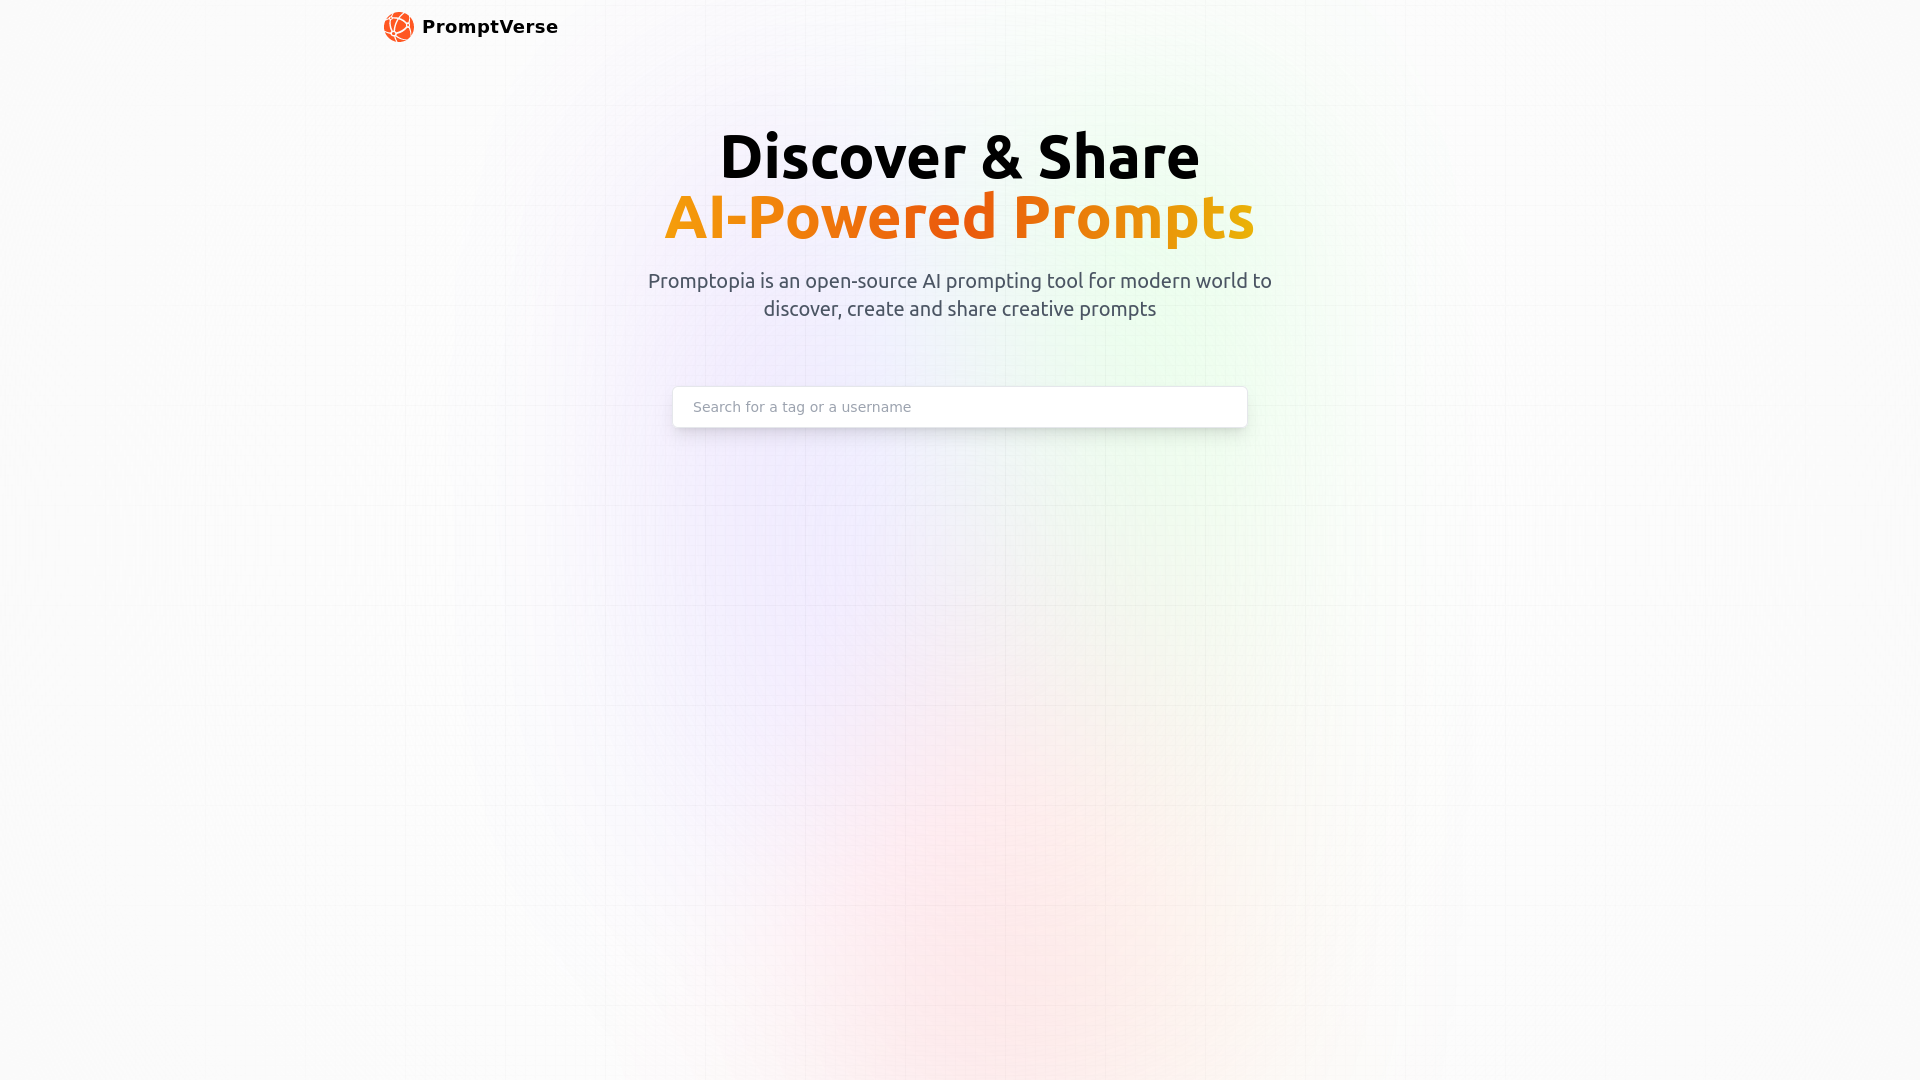 PromptVerse
Discover & Share
AI-Powered Prompts
Promptopia is an open-source AI prompting tool for modern world to
discover, create and share creative prompts
Search for a tag or a username